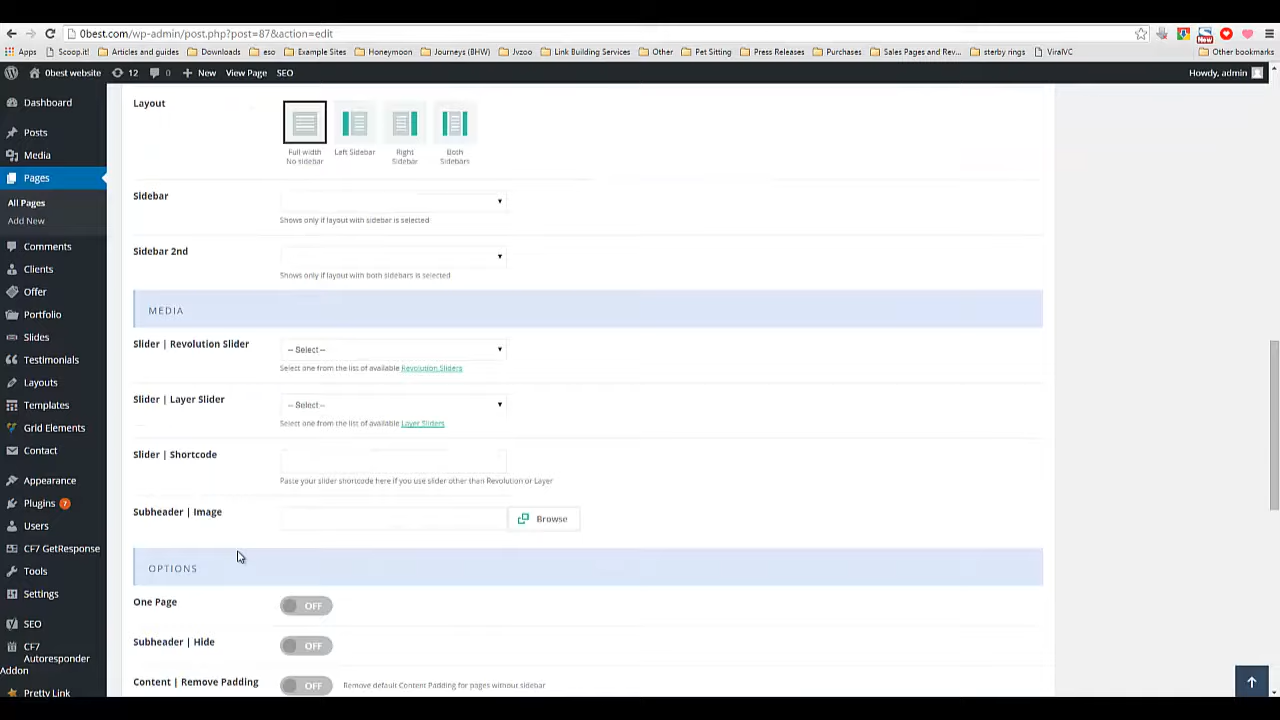 0best.com/wp-admin/post.php?post=87&action=edit
Apps Scoop.it! Articles and guides Downloads eso Example Sites Honeymoon Journeys (BHW) Jvzoo Link Building Services Other Pet Sitting Press Releases Purchases Sales Pages and Rev... sterby rings ViralVC Other bookmarks
0best website 12 0 New View Page SEO Howdy, admin
Dashboard
Posts
Media
Pages
All Pages
Add New
Comments
Clients
Offer
Portfolio
Slides
Testimonials
Layouts
Templates
Grid Elements
Contact
Appearance
Plugins 7
Users
CF7 GetResponse
Tools
Settings
SEO
CF7
Autoresponder
Addon
Pretty Link
Layout
Full width
No sidebar
Left Sidebar
Right
Sidebar
Both
Sidebars
Sidebar
Shows only if layout with sidebar is selected
Sidebar 2nd
Shows only if layout with both sidebars is selected
MEDIA
Slider | Revolution Slider
-- Select --
Select one from the list of available Revolution Sliders
Slider | Layer Slider
-- Select --
Select one from the list of available Layer Sliders
Slider | Shortcode
Paste your slider shortcode here if you use slider other than Revolution or Layer
Subheader | Image
Browse
OPTIONS
One Page
OFF
Subheader | Hide
OFF
Content | Remove Padding
OFF
Remove default Content Padding for pages without sidebar